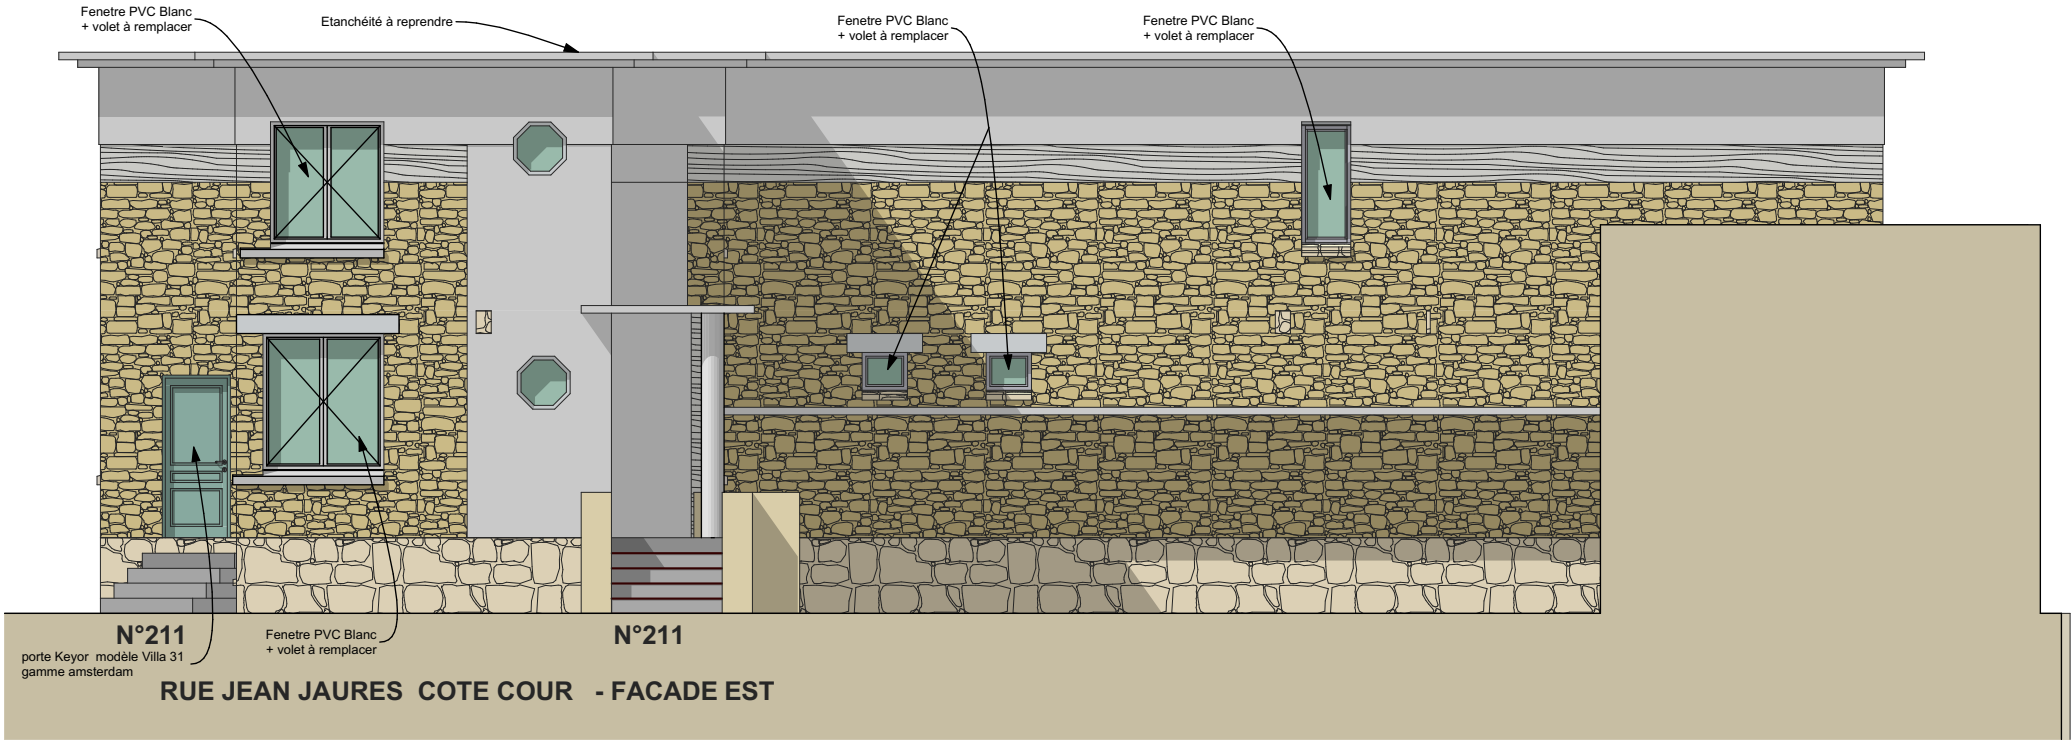 Fenetre PVC Blanc
+ volet à remplacer
Etanchéité à reprendre
Fenetre PVC Blanc
+ volet à remplacer
Fenetre PVC Blanc
+ volet à remplacer
N°211
N°211
Fenetre PVC Blanc
+ volet à remplacer
porte Keyor modèle Villa 31
gamme amsterdam
RUE JEAN JAURES COTE COUR - FACADE EST